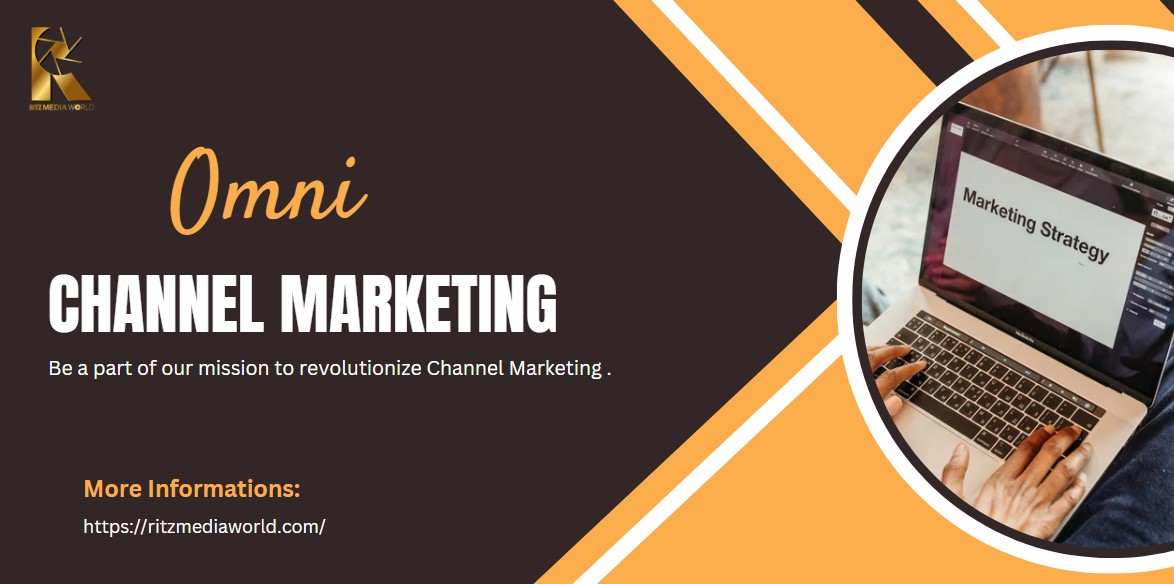 RITZ MEDIA WORLD
Omni
CHANNEL MARKETING
Be a part of our mission to revolutionize Channel Marketing .
More Informations:
https://ritzmediaworld.com/
Marketing Strategy